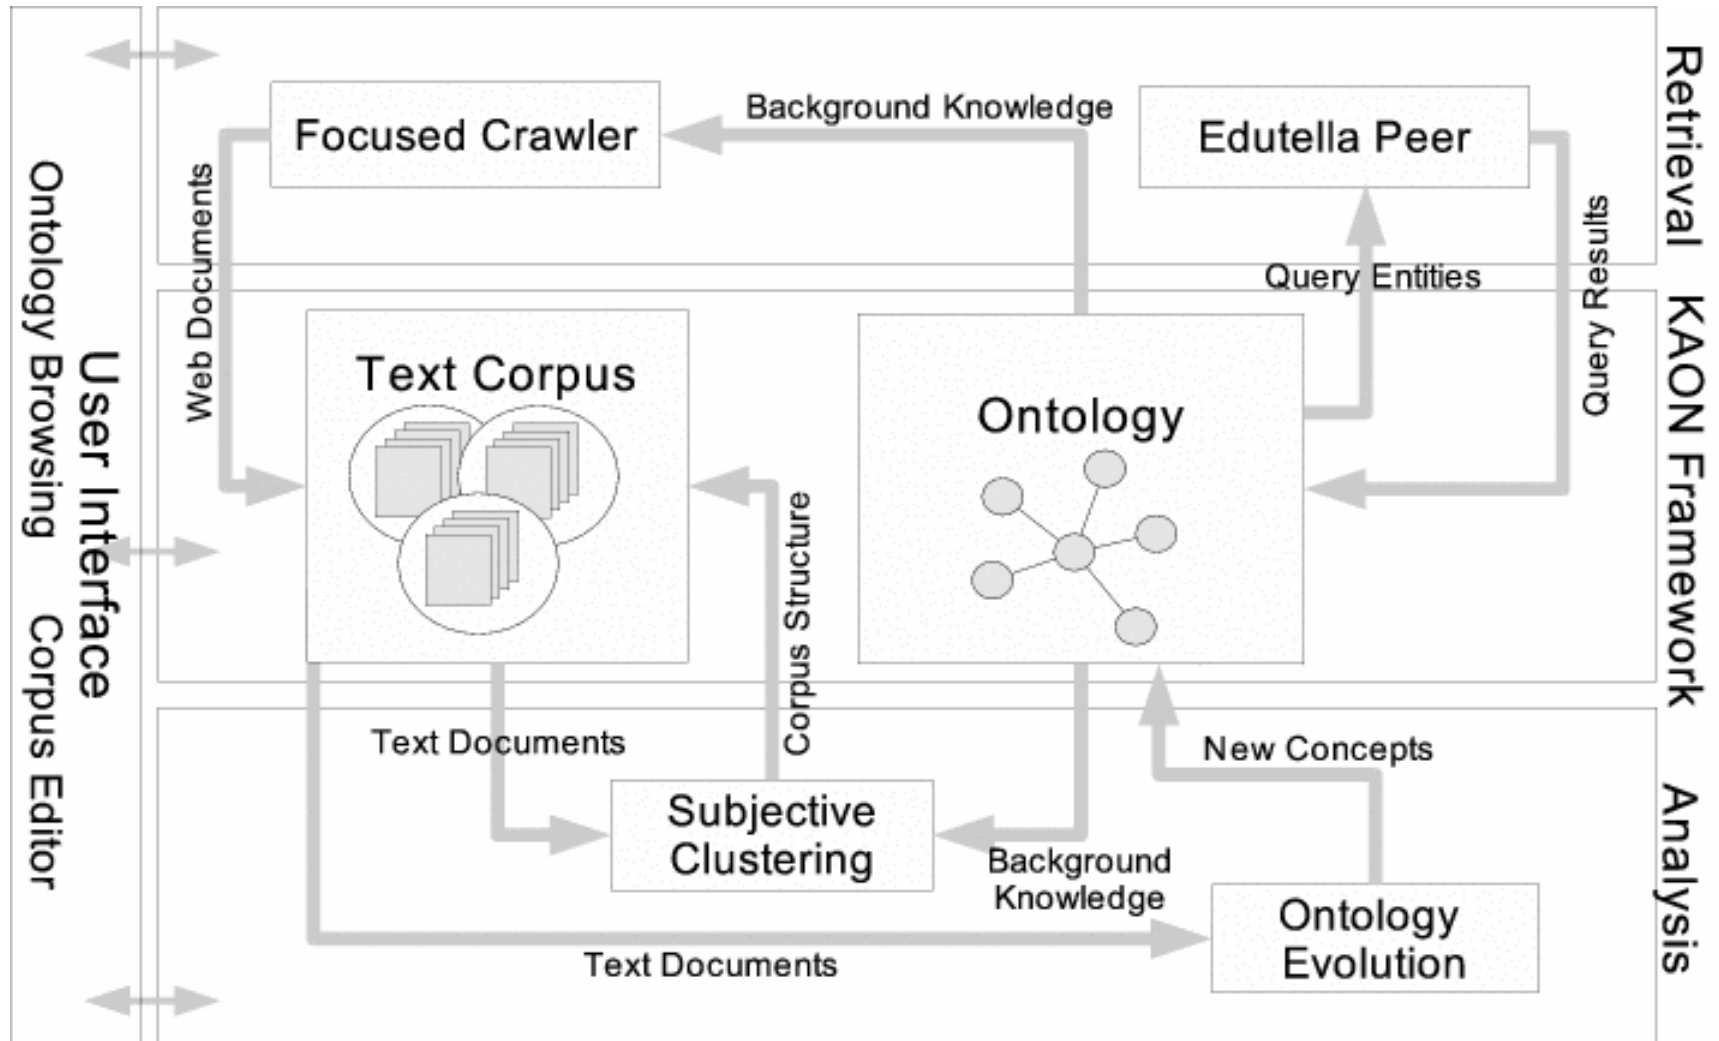 Focused Crawler
Background Knowledge
Edutella Peer
Retrieval
Web Documents
Query Entities
Query Results
Text Corpus
Ontology
KAON Framework
User Interface
Ontology Browsing
Corpus Editor
Corpus Structure
Text Documents
New Concepts
Subjective
Clustering
Background
Knowledge
Analysis
Ontology
Evolution
Text Documents